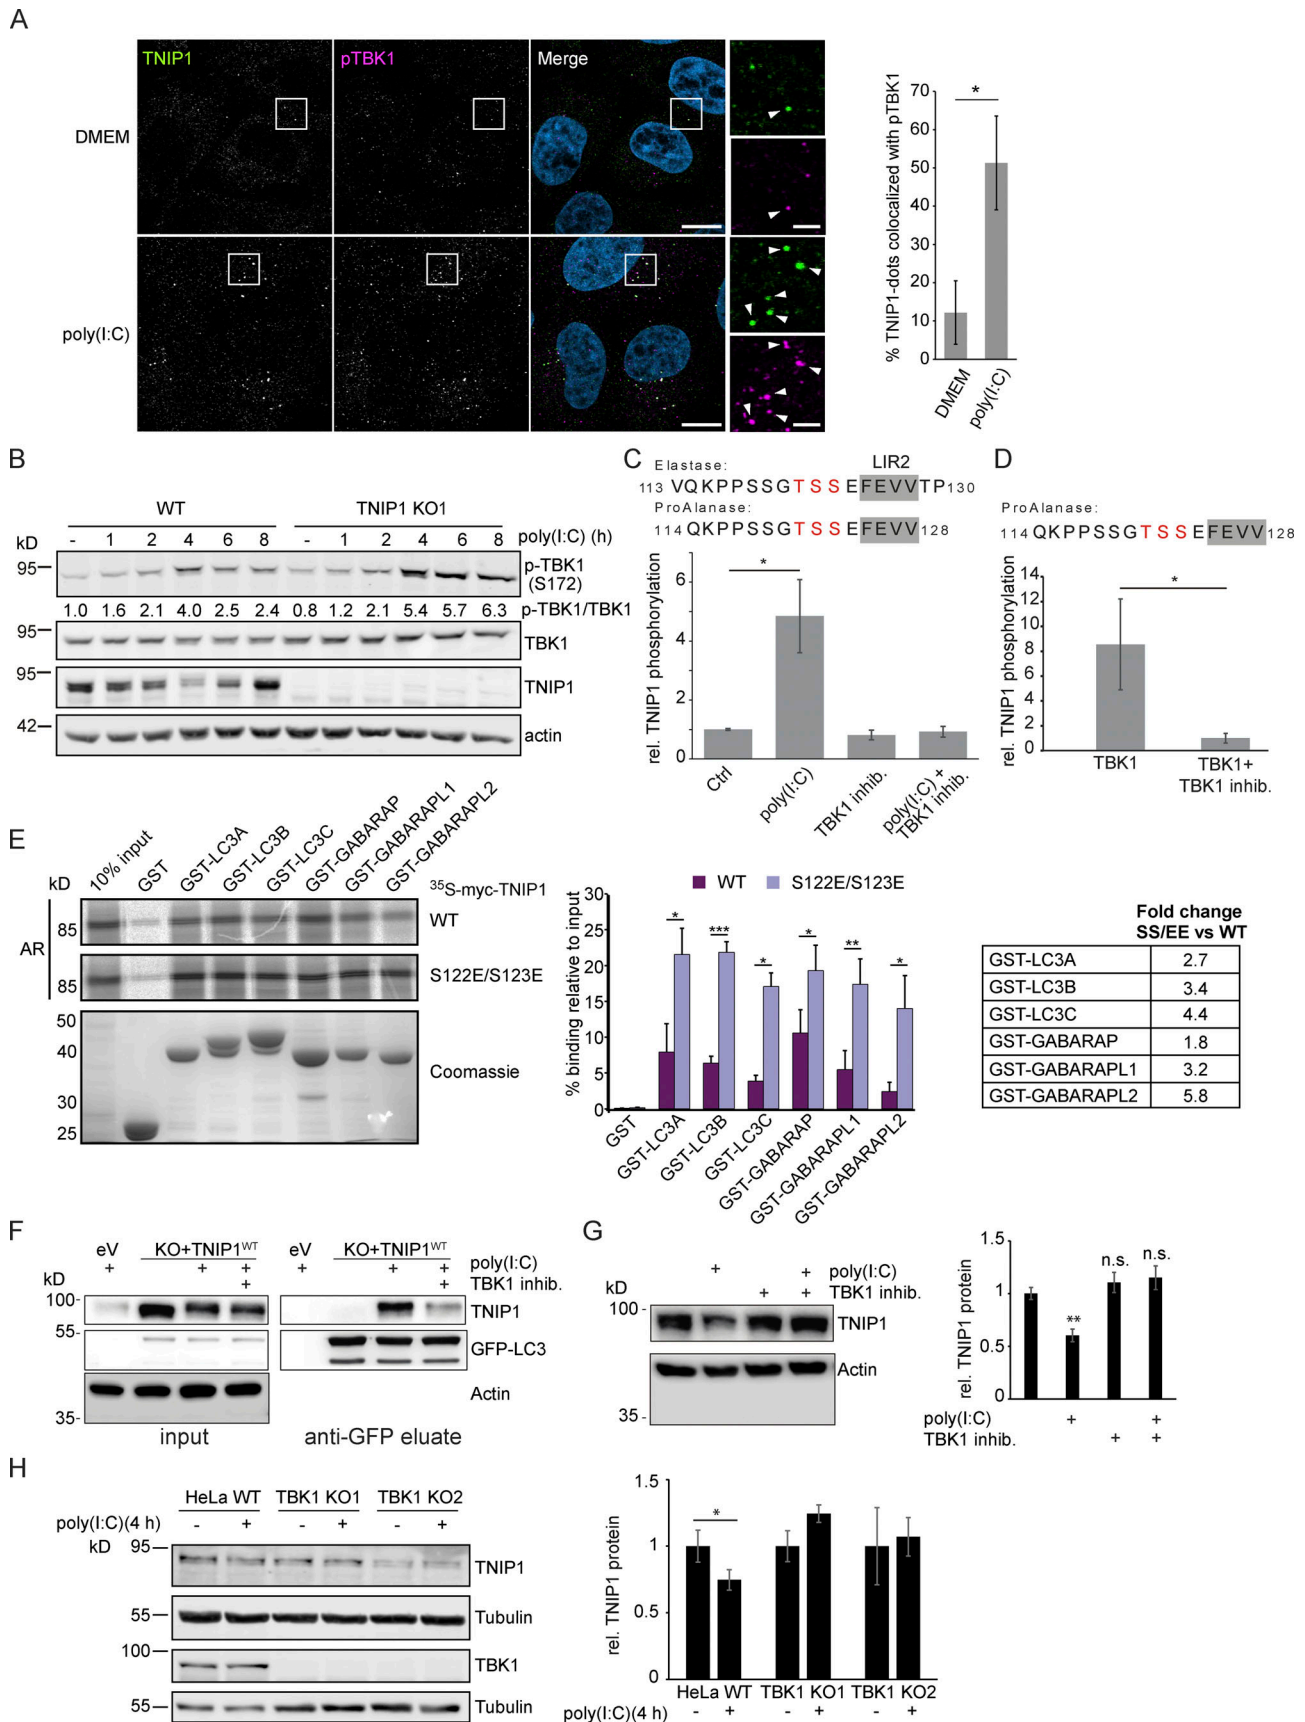 A
TNIP1 pTBK1 Merge
DMEM
poly(I:C)
% TNIP1-dots colocalized with pTBK1
70
60
50
40
30
20
10
0
*
DMEM poly(I:C)
B
WT TNIP1 KO1
kD - 1 2 4 6 8 - 1 2 4 6 8 poly(I:C) (h)
95 p-TBK1 (S172)
1.0 1.6 2.1 4.0 2.5 2.4 0.8 1.2 2.1 5.4 5.7 6.3 p-TBK1/TBK1
95 TBK1
95 TNIP1
42 actin
C
Elastase: LIR2
113 VQKPPSSGTSSEFEVVTP130
ProAlanase:
114 QKPPSSGTSSEFEVV128
rel. TNIP1 phosphorylation
6
4
2
0
*
Ctrl poly(I:C) TBK1 inhib. poly(I:C) + TBK1 inhib.
D
ProAlanase:
114 QKPPSSGTSSEFEVV128
rel. TNIP1 phosphorylation
14
12
10
8
6
4
2
0
*
TBK1 TBK1+ TBK1 inhib.
E
kD 10% input GST GST-LC3A GST-LC3B GST-LC3C GST-GABARAP GST-GABARAPL1 GST-GABARAPL2
35S-myc-TNIP1
AR
85 WT
85 S122E/S123E
50
40
30
25
Coomassie
WT S122E/S123E
% binding relative to input
30
25
20
15
10
5
0
* *** * * ** *
GST GST-LC3A GST-LC3B GST-LC3C GST-GABARAP GST-GABARAPL1 GST-GABARAPL2
Fold change
SS/EE vs WT
GST-LC3A 2.7
GST-LC3B 3.4
GST-LC3C 4.4
GST-GABARAP 1.8
GST-GABARAPL1 3.2
GST-GABARAPL2 5.8
F
eV KO+TNIP1WT eV KO+TNIP1WT
+ + + + + + poly(I:C)
kD + + TBK1 inhib.
100- TNIP1
55- GFP-LC3
Actin
35-
input anti-GFP eluate
G
+ + poly(I:C)
kD + + TBK1 inhib.
100- TNIP1
Actin
35-
rel. TNIP1 protein
1.5
1
0.5
0
** n.s. n.s.
poly(I:C) + +
TBK1 inhib. + +
H
HeLa WT TBK1 KO1 TBK1 KO2
poly(I:C)(4 h) - + - + - +
kD
95 TNIP1
55 Tubulin
100 TBK1
55 Tubulin
rel. TNIP1 protein
1.5
1
0.5
0
*
HeLa WT TBK1 KO1 TBK1 KO2
poly(I:C)(4 h) - + - + - +